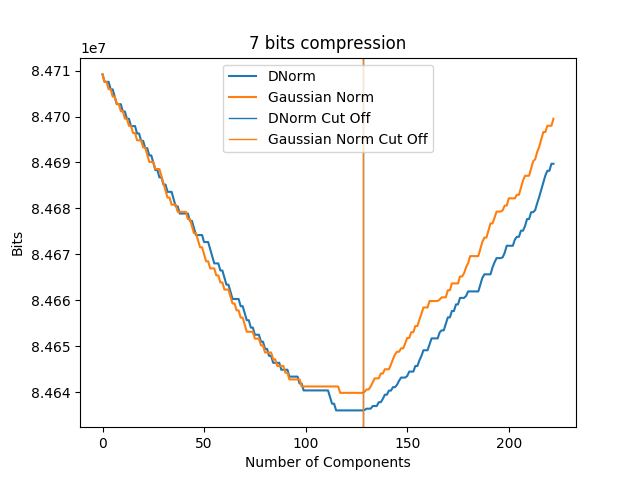 7 bits compression
1e7
8.471
8.470
8.469
8.468
8.467
8.466
8.465
8.464
Bits
DNorm
Gaussian Norm
DNorm Cut Off
Gaussian Norm Cut Off
0 50 100 150 200
Number of Components